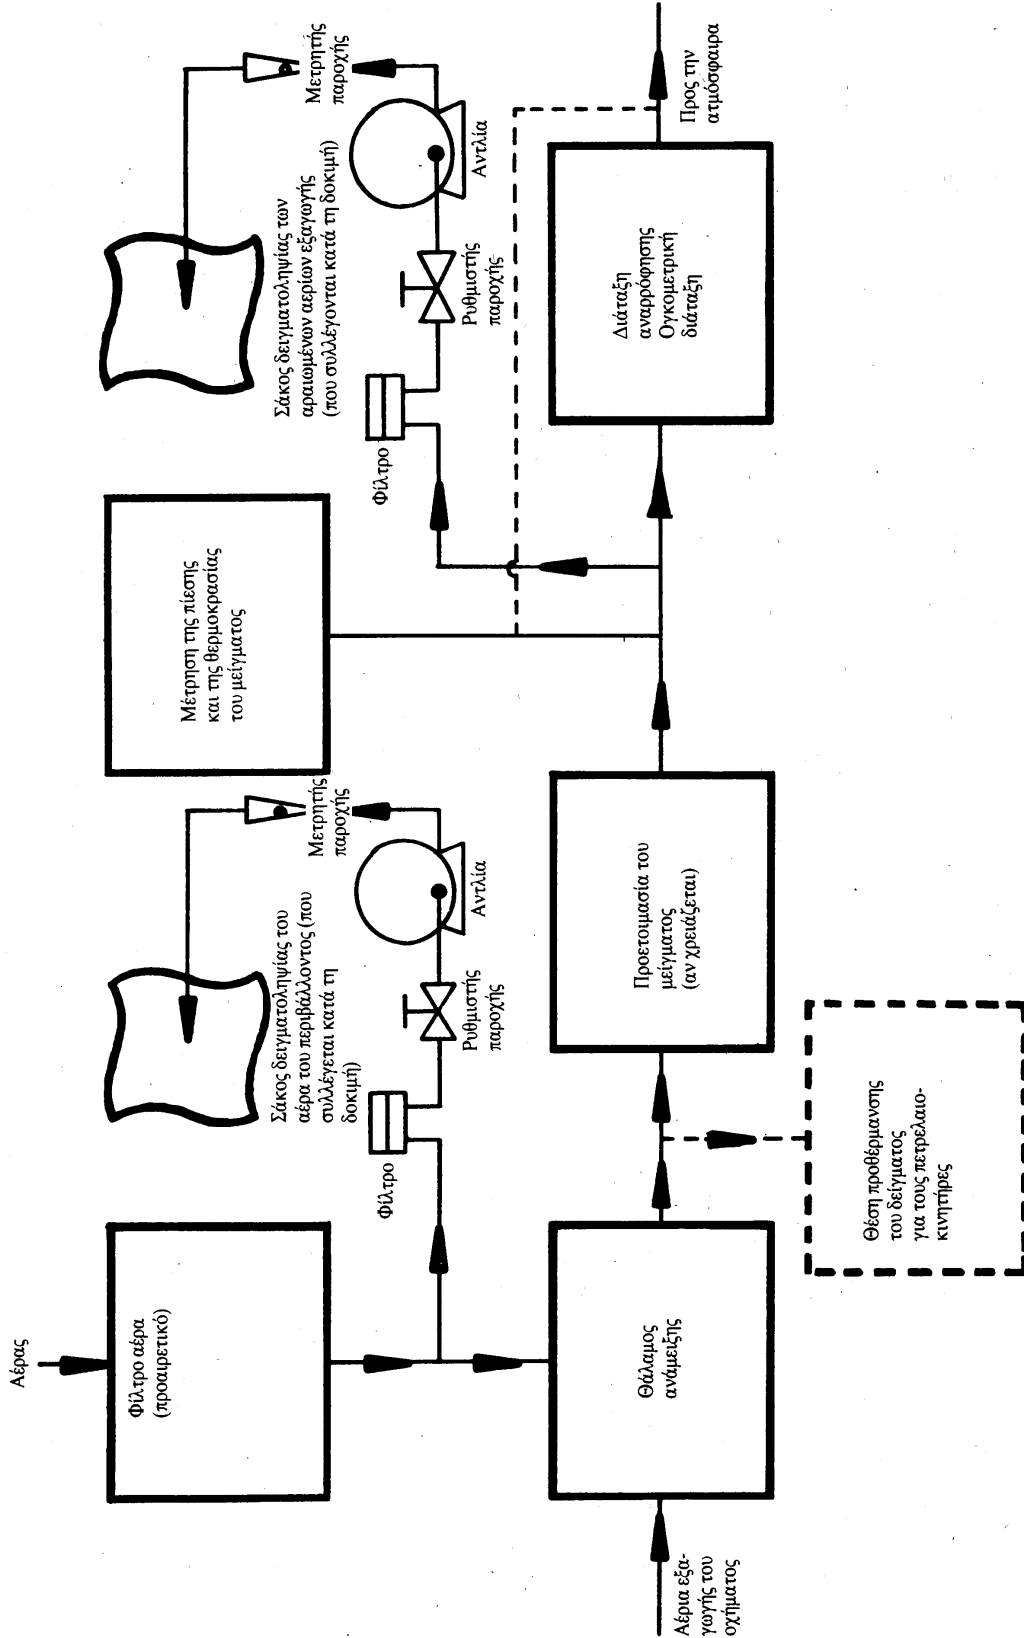 Αέρας
Φίλτρο αέρα
(προαιρετικό)
Σάκος δειγματοληψίας του
αέρα του περιβάλλοντος (που
συλλέγεται κατά τη
δοκιμή)
Φίλτρο
Ρυθμιστής
παροχής
Αντλία
Μετρητής
παροχής
Μέτρηση της πίεσης
και της θερμοκρασίας
του μείγματος
Σάκος δειγματοληψίας των
αραιωμένων αερίων εξαγωγής
(που συλλέγονται κατά τη δοκιμή)
Φίλτρο
Ρυθμιστής
παροχής
Αντλία
Μετρητής
παροχής
Αέρια εξα-
γωγής του
οχήματος
Θάλαμος
ανάμειξης
Προετοιμασία του
μείγματος
(αν χρειάζεται)
Διάταξη
αναρρόφησης
Ογκομετρική
διάταξη
Προς την
ατμόσφαιρα
Θέση προθέρμανσης
του δείγματος
για τους πετρελαιο-
κινητήρες